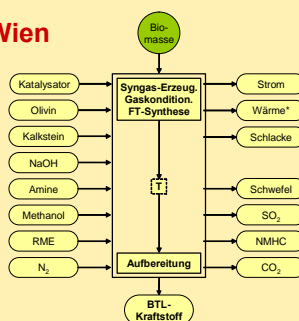 Wien
Bio-
masse
Katalysator
Olivin
Kalkstein
NaOH
Amine
Methanol
RME
N₂
Syngas-Erzeug.
Gaskondition.
FT-Synthese
T
Aufbereitung
Strom
Wärme*
Schlacke
Schwefel
SO₂
NMHC
CO₂
BTL-
Kraftstoff